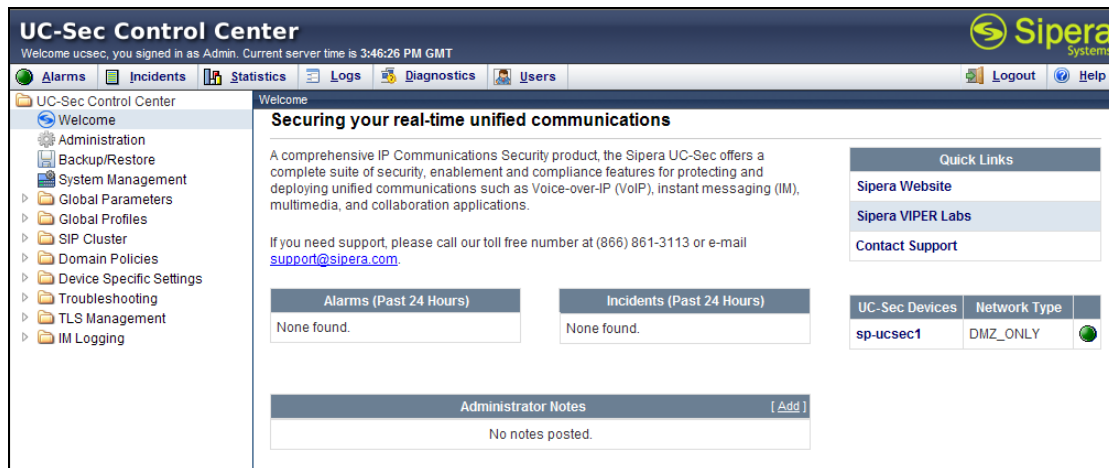 UC-Sec Control Center
Welcome ucsec, you signed in as Admin. Current server time is 3:46:26 PM GMT
Sipera
Systems
Alarms Incidents Statistics Logs Diagnostics Users Logout Help
UC-Sec Control Center
Welcome
Administration
Backup/Restore
System Management
Global Parameters
Global Profiles
SIP Cluster
Domain Policies
Device Specific Settings
Troubleshooting
TLS Management
IM Logging
Welcome
Securing your real-time unified communications
A comprehensive IP Communications Security product, the Sipera UC-Sec offers a
complete suite of security, enablement and compliance features for protecting and
deploying unified communications such as Voice-over-IP (VoIP), instant messaging (IM),
multimedia, and collaboration applications.
If you need support, please call our toll free number at (866) 861-3113 or e-mail
support@sipera.com.
Alarms (Past 24 Hours)
None found.
Incidents (Past 24 Hours)
None found.
Administrator Notes [ Add ]
No notes posted.
Quick Links
Sipera Website
Sipera VIPER Labs
Contact Support
UC-Sec Devices Network Type
sp-ucsec1 DMZ_ONLY